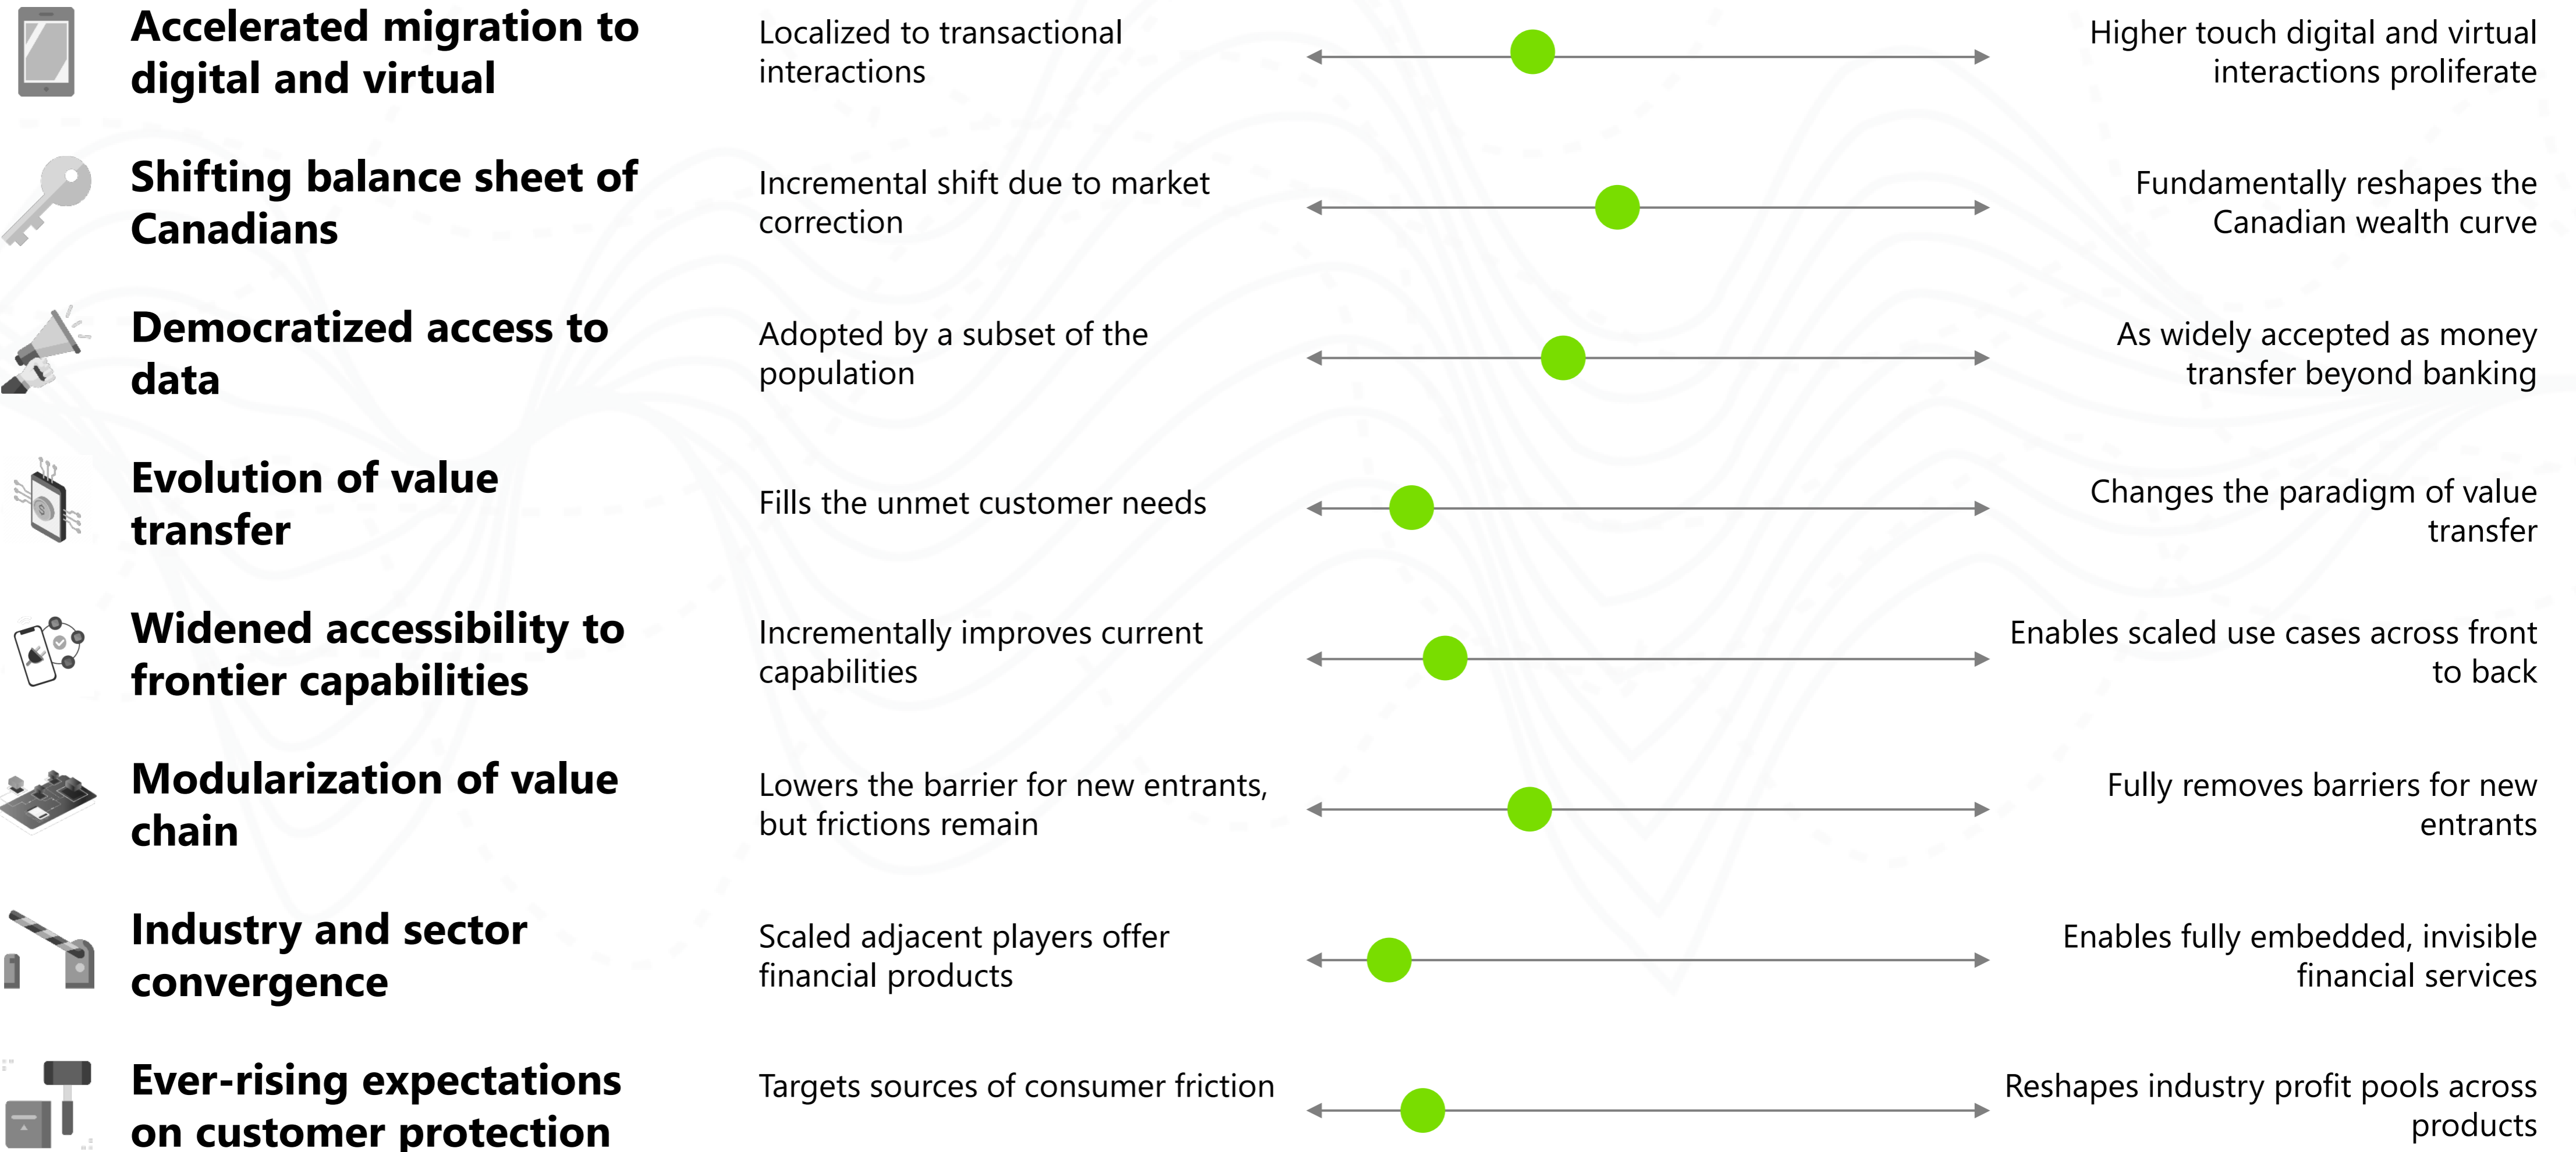 Accelerated migration to
digital and virtual
Localized to transactional
interactions
Higher touch digital and virtual
interactions proliferate
Shifting balance sheet of
Canadians
Incremental shift due to market
correction
Fundamentally reshapes the
Canadian wealth curve
Democratized access to
data
Adopted by a subset of the
population
As widely accepted as money
transfer beyond banking
Evolution of value
transfer
Fills the unmet customer needs
Changes the paradigm of value
transfer
Widened accessibility to
frontier capabilities
Incrementally improves current
capabilities
Enables scaled use cases across front
to back
Modularization of value
chain
Lowers the barrier for new entrants,
but frictions remain
Fully removes barriers for new
entrants
Industry and sector
convergence
Scaled adjacent players offer
financial products
Enables fully embedded, invisible
financial services
Ever-rising expectations
on customer protection
Targets sources of consumer friction
Reshapes industry profit pools across
products